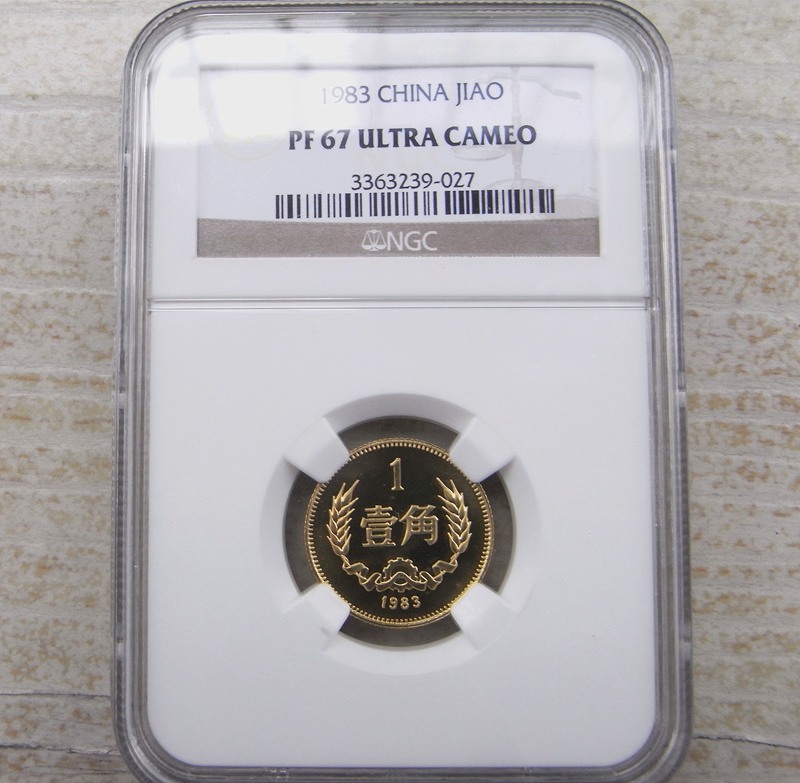 1983 CHINA JIAO
PF 67 ULTRA CAMEO
3363239-027
NGC
1
壹角
1983